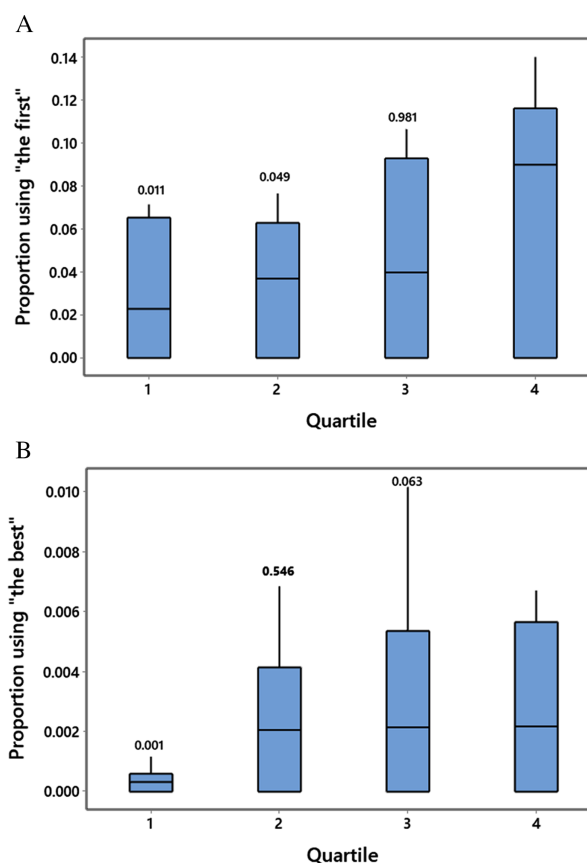 A
Proportion using "the first"
0.14
0.12
0.10
0.08
0.06
0.04
0.02
0.00
0.011
0.049
0.981
1 2 3 4
Quartile
B
Proportion using "the best"
0.010
0.008
0.006
0.004
0.002
0.000
0.001
0.546
0.063
1 2 3 4
Quartile